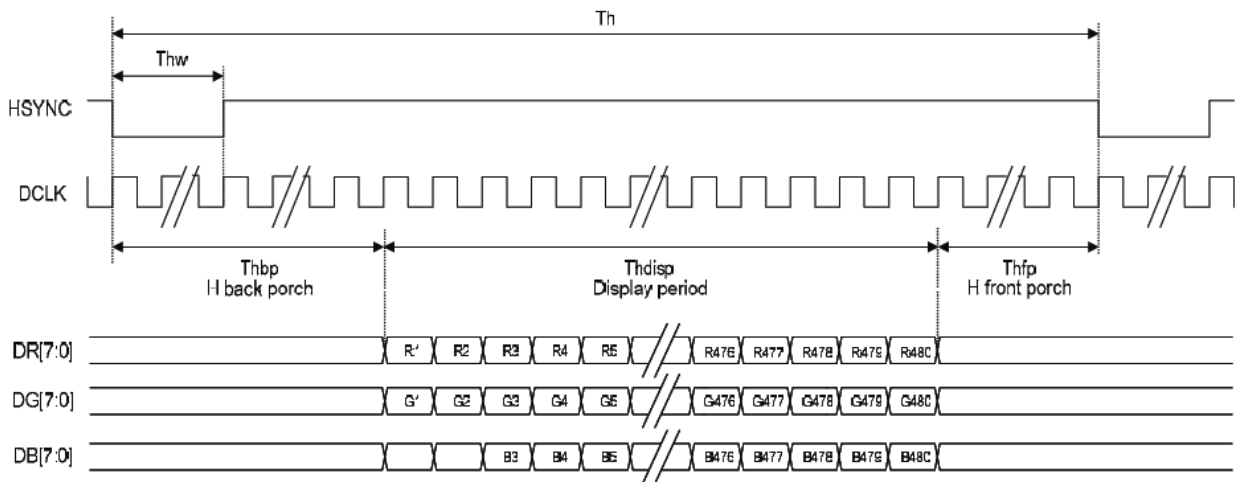 Th
Thw
HSYNC
DCLK
Thbp
H back porch
Thdisp
Display period
Thfp
H front porch
DR[7:0] R1 R2 R3 R4 R5 R476 R477 R478 R479 R480
DG[7:0] G1 G2 G3 G4 G5 G476 G477 G478 G479 G480
DB[7:0] B3 B4 B5 B476 B477 B478 B479 B480